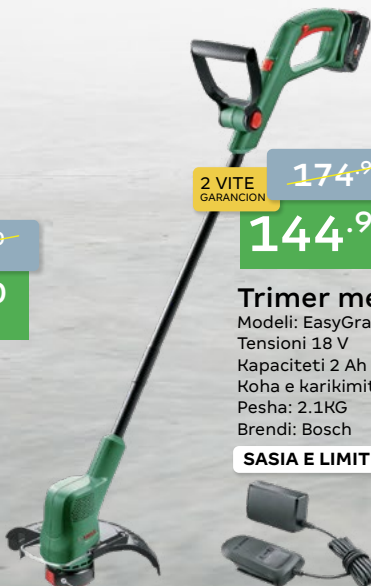 2 VITE
GARANCION
174.9
144.9
Trimer me
Modeli: EasyGra
Tensioni 18 V
Kapaciteti 2 Ah
Koha e karikimit
Pesha: 2.1KG
Brendi: Bosch
SASIA E LIMIT